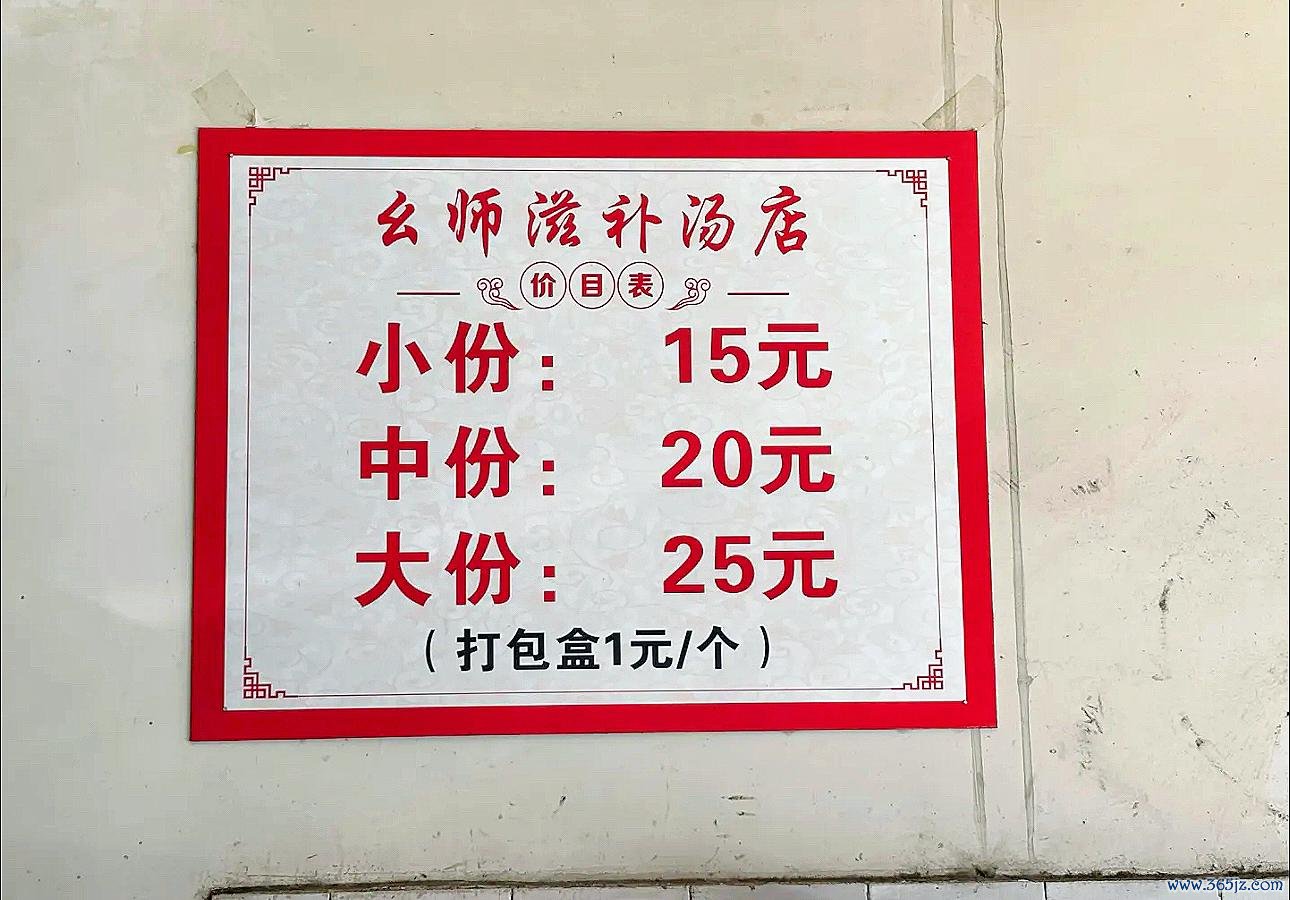 幺师滋补汤店
价目表
小份： 15元
中份： 20元
大份： 25元
（打包盒1元/个）
www.365jz.com